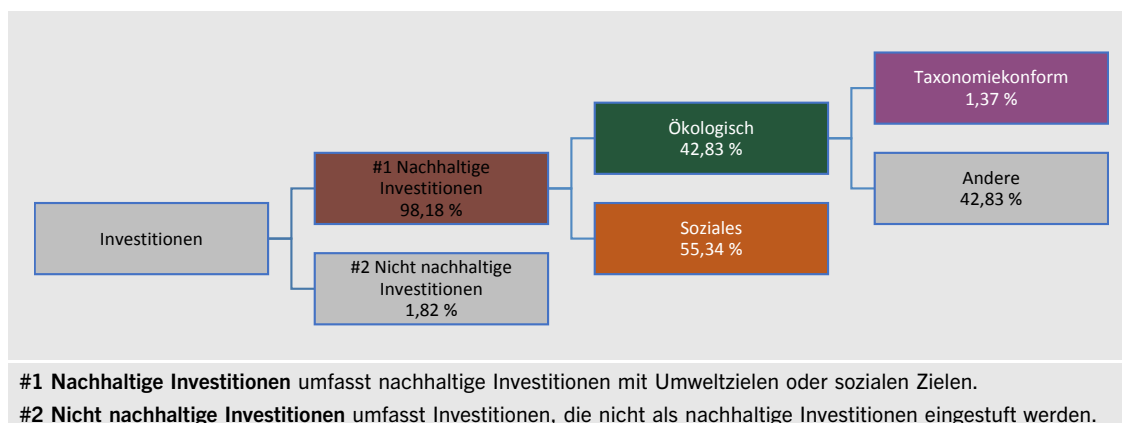 Investitionen
#1 Nachhaltige
Investitionen
98,18 %
#2 Nicht nachhaltige
Investitionen
1,82 %
Ökologisch
42,83 %
Soziales
55,34 %
Taxonomiekonform
1,37 %
Andere
42,83 %
#1 Nachhaltige Investitionen umfasst nachhaltige Investitionen mit Umweltzielen oder sozialen Zielen.
#2 Nicht nachhaltige Investitionen umfasst Investitionen, die nicht als nachhaltige Investitionen eingestuft werden.